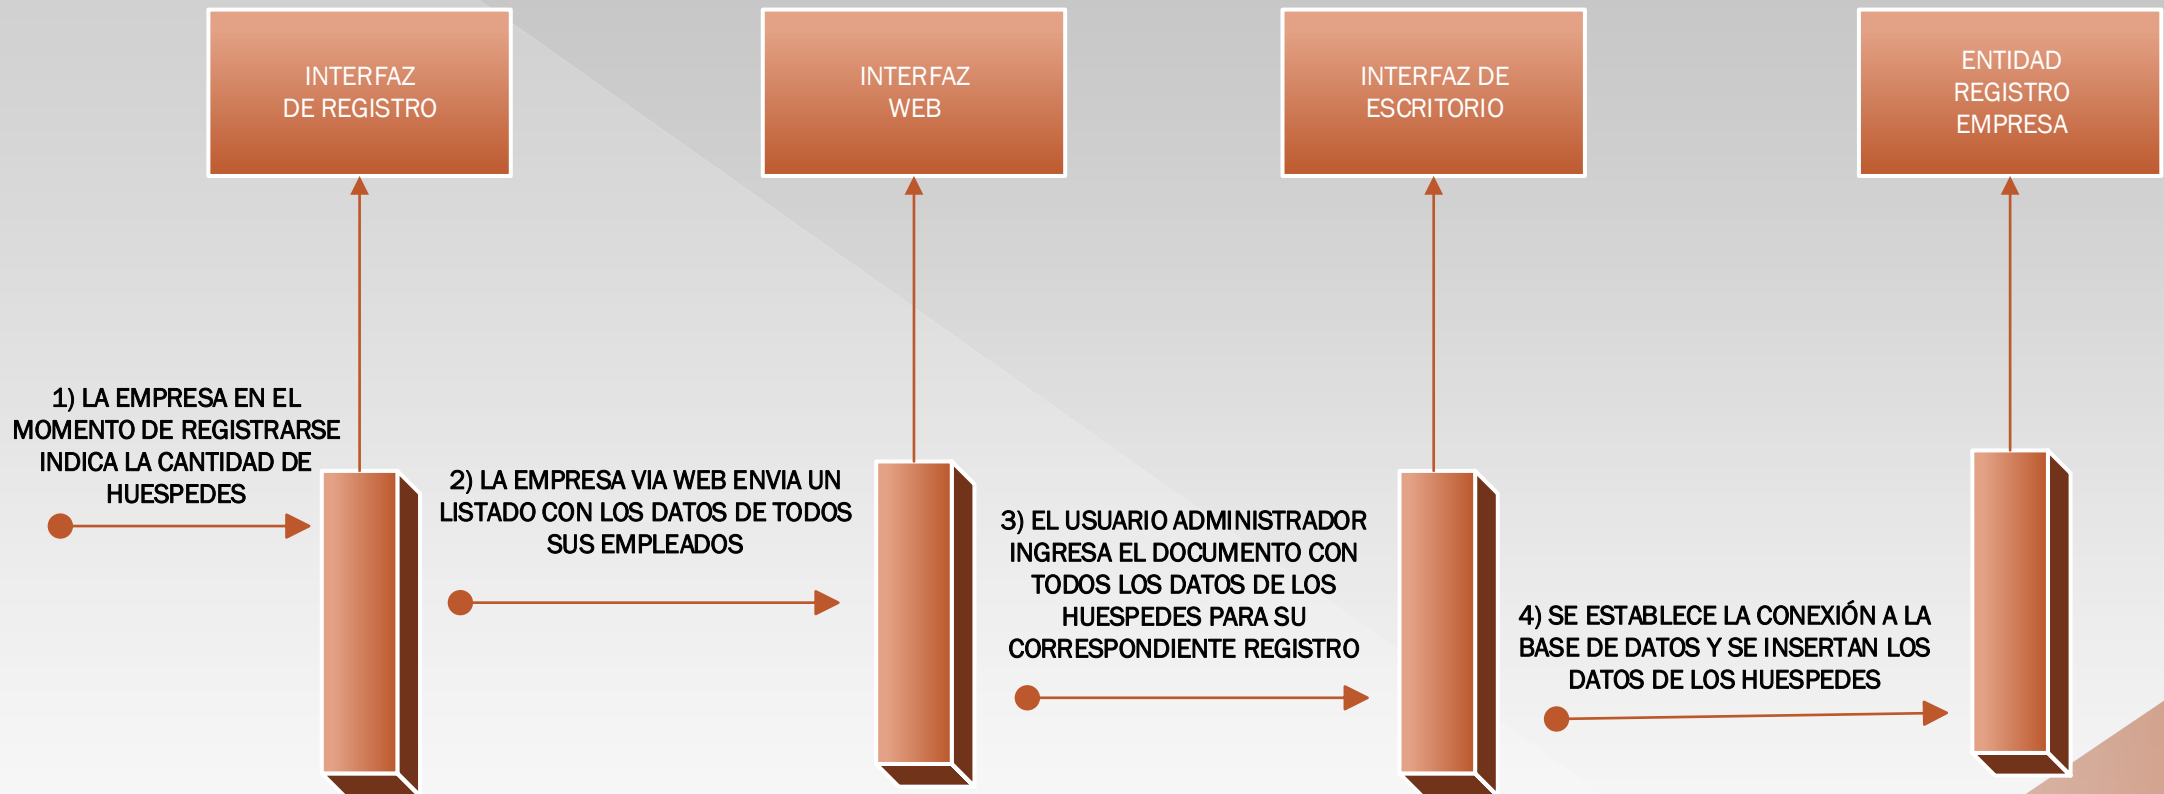 INTERFAZ
DE REGISTRO
INTERFAZ
WEB
INTERFAZ DE
ESCRITORIO
ENTIDAD
REGISTRO
EMPRESA
1) LA EMPRESA EN EL
MOMENTO DE REGISTRARSE
INDICA LA CANTIDAD DE
HUESPEDES
2) LA EMPRESA VIA WEB ENVIA UN
LISTADO CON LOS DATOS DE TODOS
SUS EMPLEADOS
3) EL USUARIO ADMINISTRADOR
INGRESA EL DOCUMENTO CON
TODOS LOS DATOS DE LOS
HUESPEDES PARA SU
CORRESPONDIENTE REGISTRO
4) SE ESTABLECE LA CONEXIÓN A LA
BASE DE DATOS Y SE INSERTAN LOS
DATOS DE LOS HUESPEDES